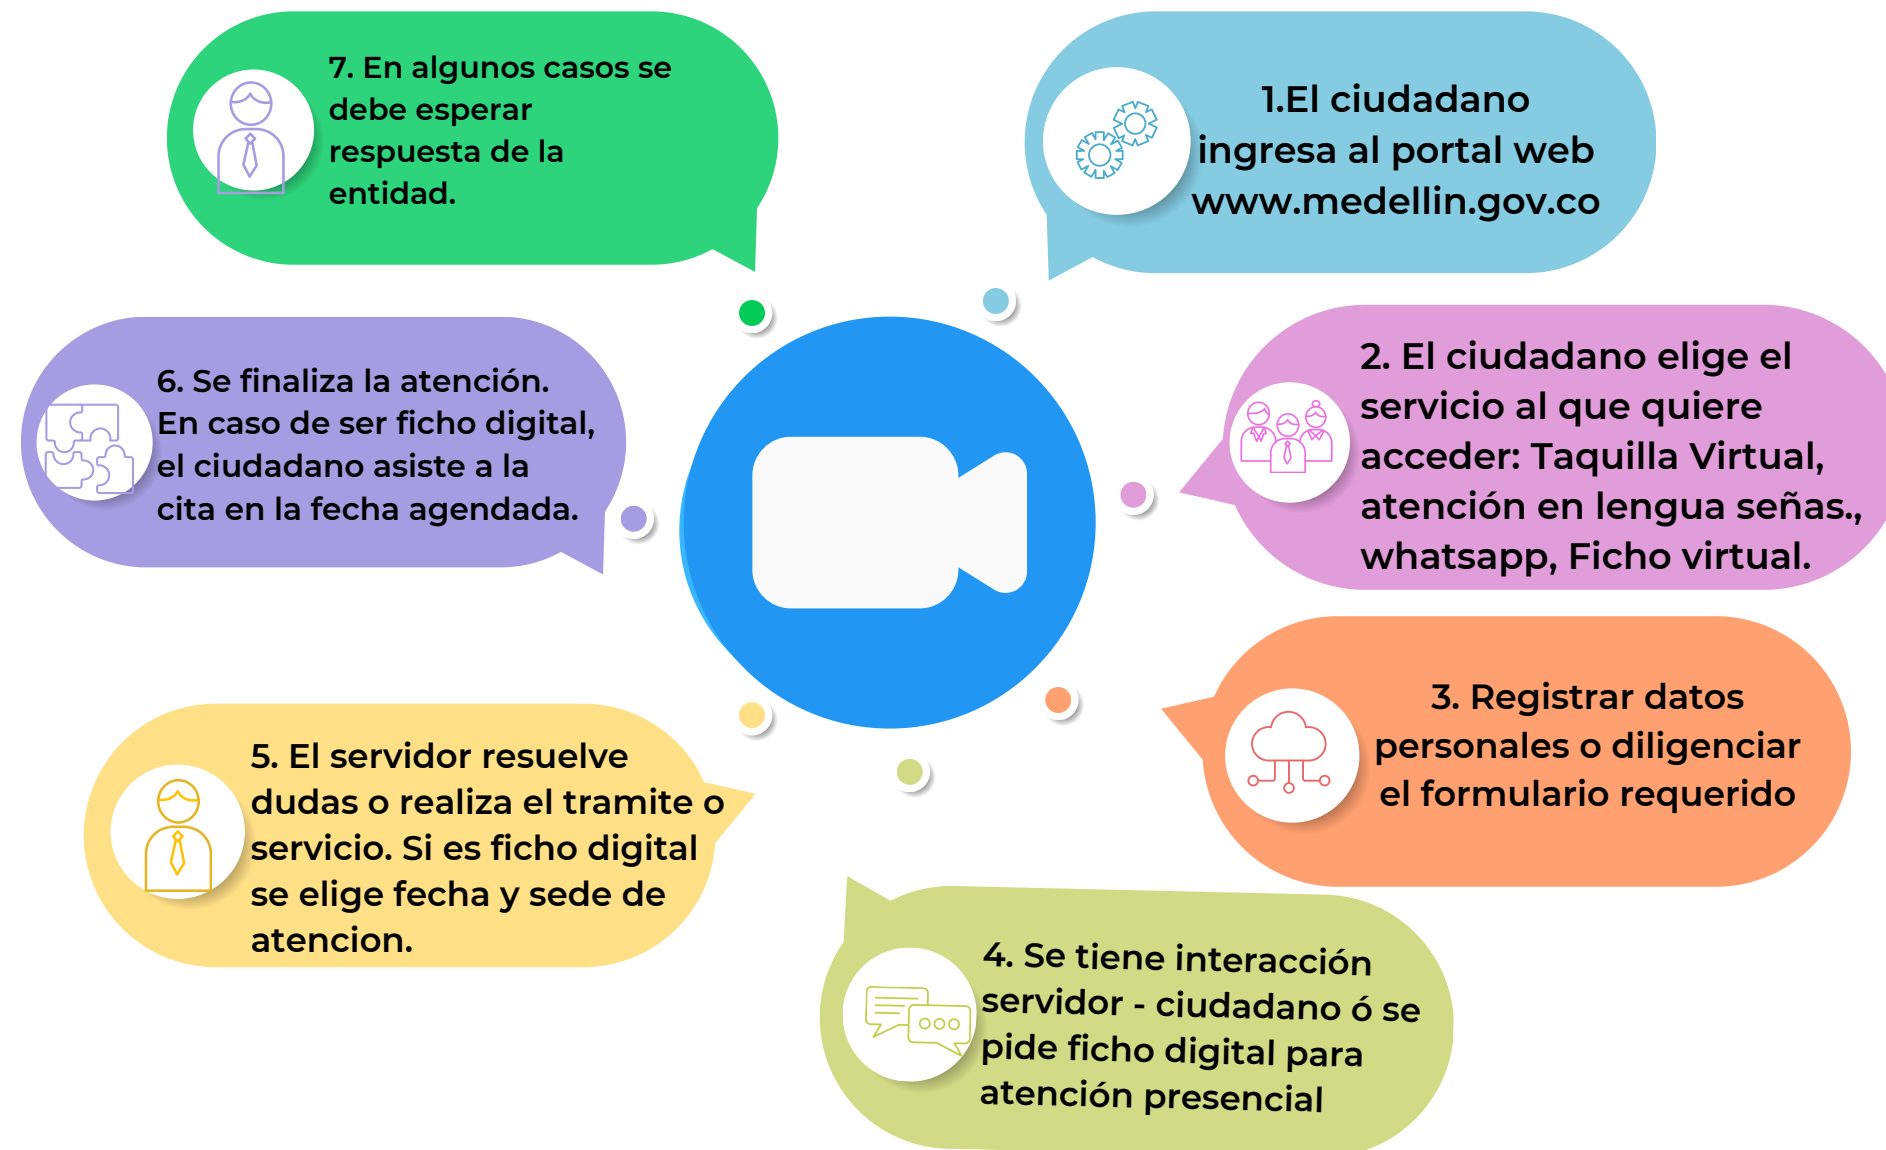 1.El ciudadano
ingresa al portal web
www.medellin.gov.co
2. El ciudadano elige el
servicio al que quiere
acceder: Taquilla Virtual,
atención en lengua señas.,
whatsapp, Ficho virtual.
3. Registrar datos
personales o diligenciar
el formulario requerido
4. Se tiene interacción
servidor - ciudadano ó se
pide ficho digital para
atención presencial
5. El servidor resuelve
dudas o realiza el tramite o
servicio. Si es ficho digital
se elige fecha y sede de
atencion.
6. Se finaliza la atención.
En caso de ser ficho digital,
el ciudadano asiste a la
cita en la fecha agendada.
7. En algunos casos se
debe esperar
respuesta de la
entidad.